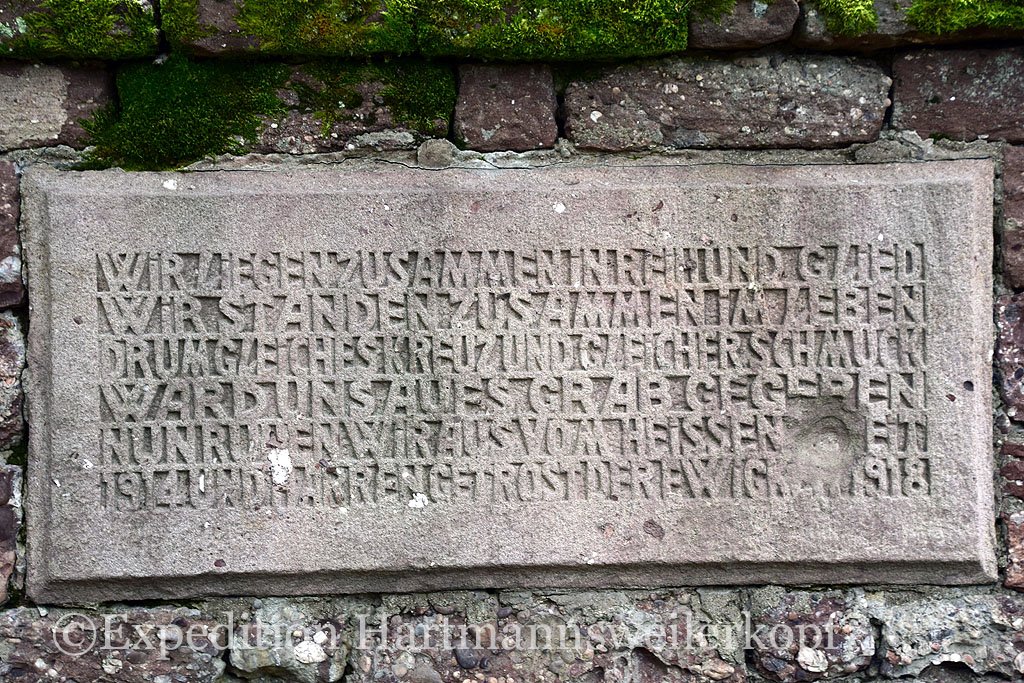 WIR LIEGEN ZUSAMMEN IN REIH UND GLIED
WIR STANDEN ZUSAMMEN IM LEBEN
DRUM GLEICHES KREUZ UND GLEICHER SCHMUCK
WARD UNS AUFS GRAB GEGEBEN
NUN RUHEN WIR AUS VOM HEISSEN
1914 UND HARREN GETROST DER 1918
©Expedition Hartmannsweilerkopf